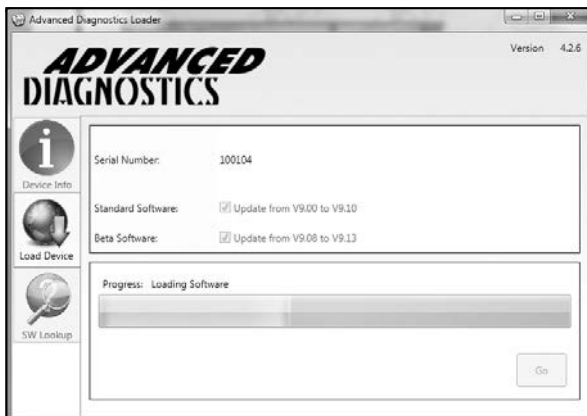 Advanced Diagnostics Loader
Version 4.2.6
ADVANCED
DIAGNOSTICS
Device Info
Load Device
SW Lookup
Serial Number: 100104
Standard Software: Update from V9.00 to V9.10
Beta Software: Update from V9.08 to V9.13
Progress: Loading Software
Go